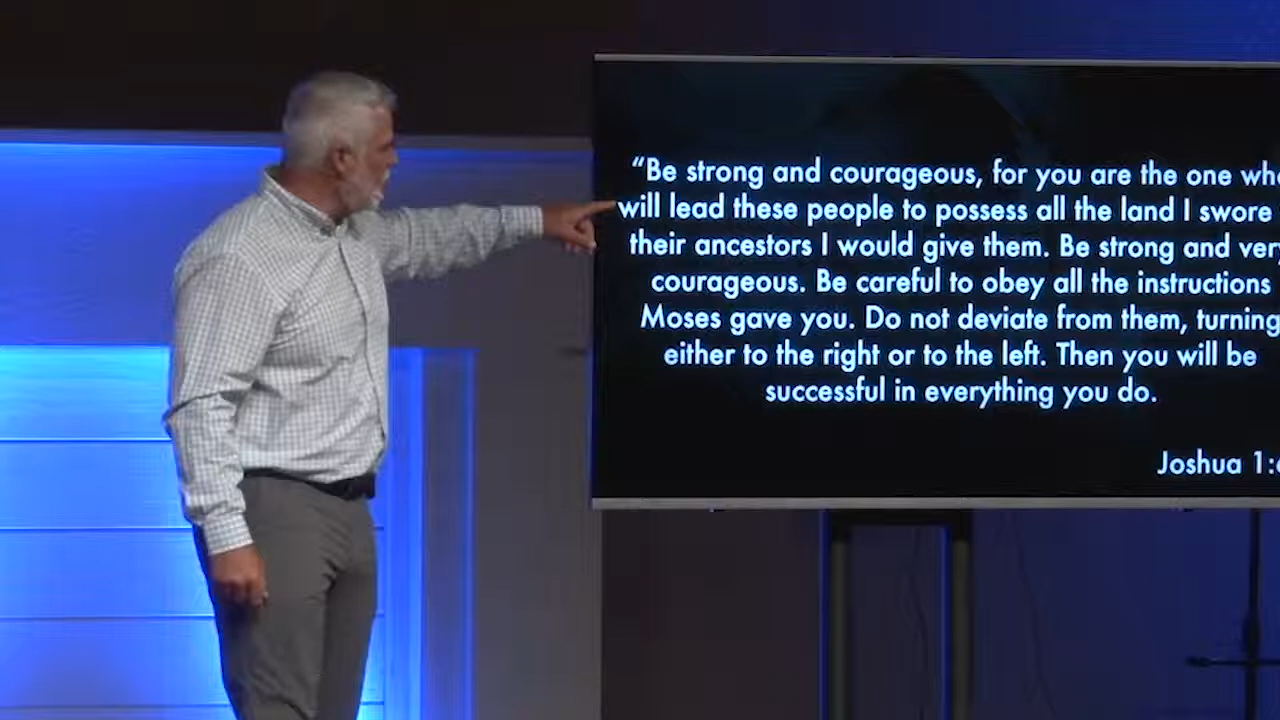 “Be strong and courageous, for you are the one who
will lead these people to possess all the land I swore
their ancestors I would give them. Be strong and very
courageous. Be careful to obey all the instructions
Moses gave you. Do not deviate from them, turning
either to the right or to the left. Then you will be
successful in everything you do.
Joshua 1:6